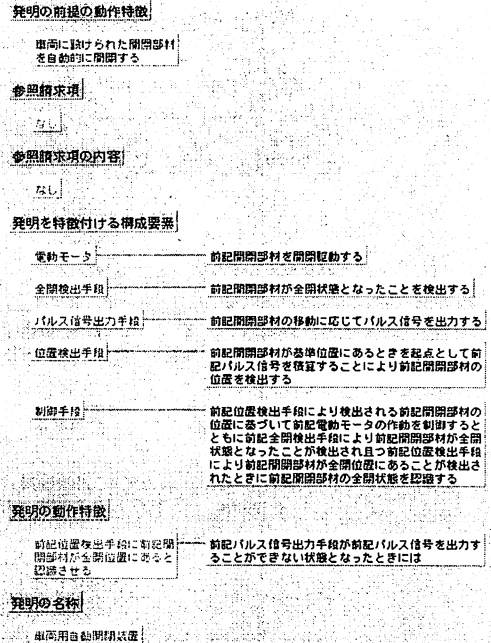 発明の前提の動作特徴
車両に設けられた開閉部材
を自動的に開閉する
参照請求項
なし
参照請求項の内容
なし
発明を特徴付ける構成要素
電動モータ
前記開閉部材を開閉駆動する
全閉検出手段
前記開閉部材が全閉状態となったことを検出する
パルス信号出力手段
前記開閉部材の移動に応じてパルス信号を出力する
位置検出手段
前記開閉部材が基準位置にあるときを起点として前
記パルス信号を積算することにより前記開閉部材の
位置を検出する
制御手段
前記位置検出手段により検出される前記開閉部材の
位置に基づいて前記電動モータの作動を制御すると
ともに前記全閉検出手段により前記開閉部材が全閉
状態となったことが検出され且つ前記位置検出手段
により前記開閉部材が全閉位置にあることが検出さ
れたときに前記開閉部材の全閉状態を認識する
発明の動作特徴
前記位置検出手段に前記開
閉部材が全閉位置にあると
認識させる
前記パルス信号出力手段が前記パルス信号を出力す
ることができない状態となったときには
発明の名称
車両用自動開閉装置